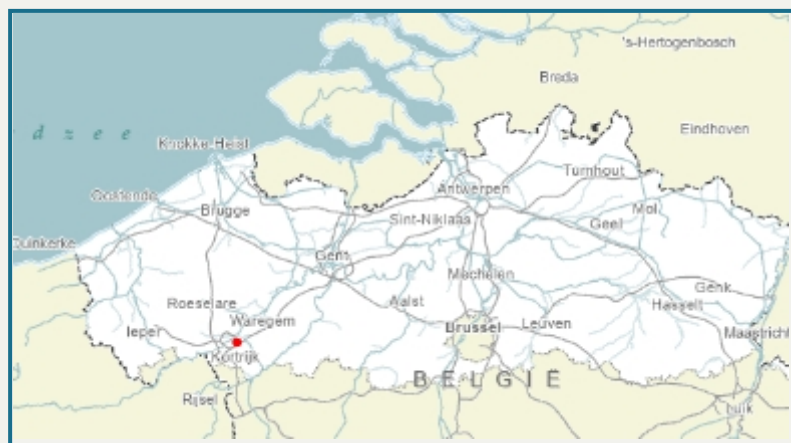 's-Hertogenbosch
Breda
Eindhoven
d z e e
Knokke-Heist
Turnhout
Antwerpen
Oostende
Mol
Brugge
Sint-Niklaas
Geel
Duinkerke
Gent
Mechelen
Genk
Roeselare
Aalst
Hasselt
Waregem
Ieper
Brussel
Leuven
Maastricht
Kortrijk
BELGIË
Rijsel
Luik